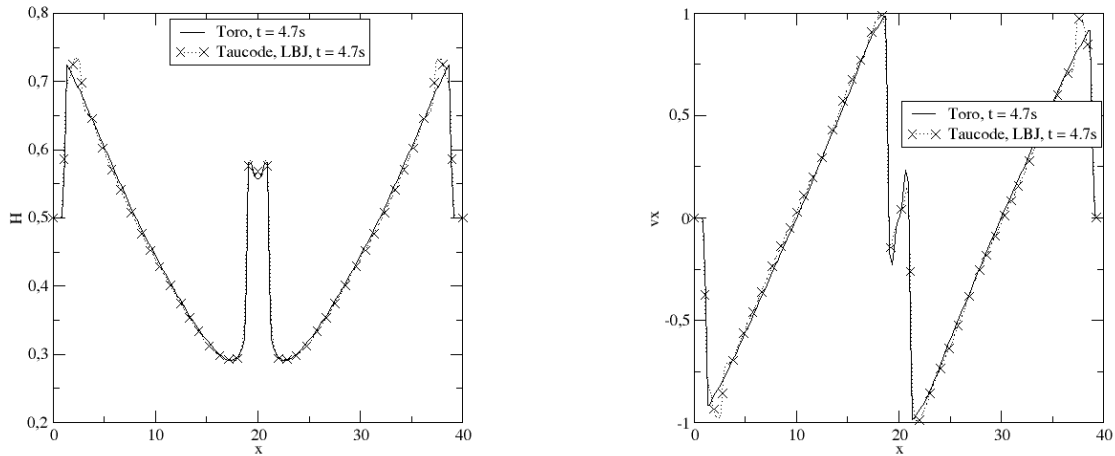 0,8
Toro, t = 4.7s
Taucode, LBJ, t = 4.7s
0,7
0,6
0,5
H
0,4
0,3
0,2
0 10 20 30 40
x
1
0,5
Toro, t = 4.7s
Taucode, LBJ, t = 4.7s
vx
0
-0,5
-1
0 10 20 30 40
x